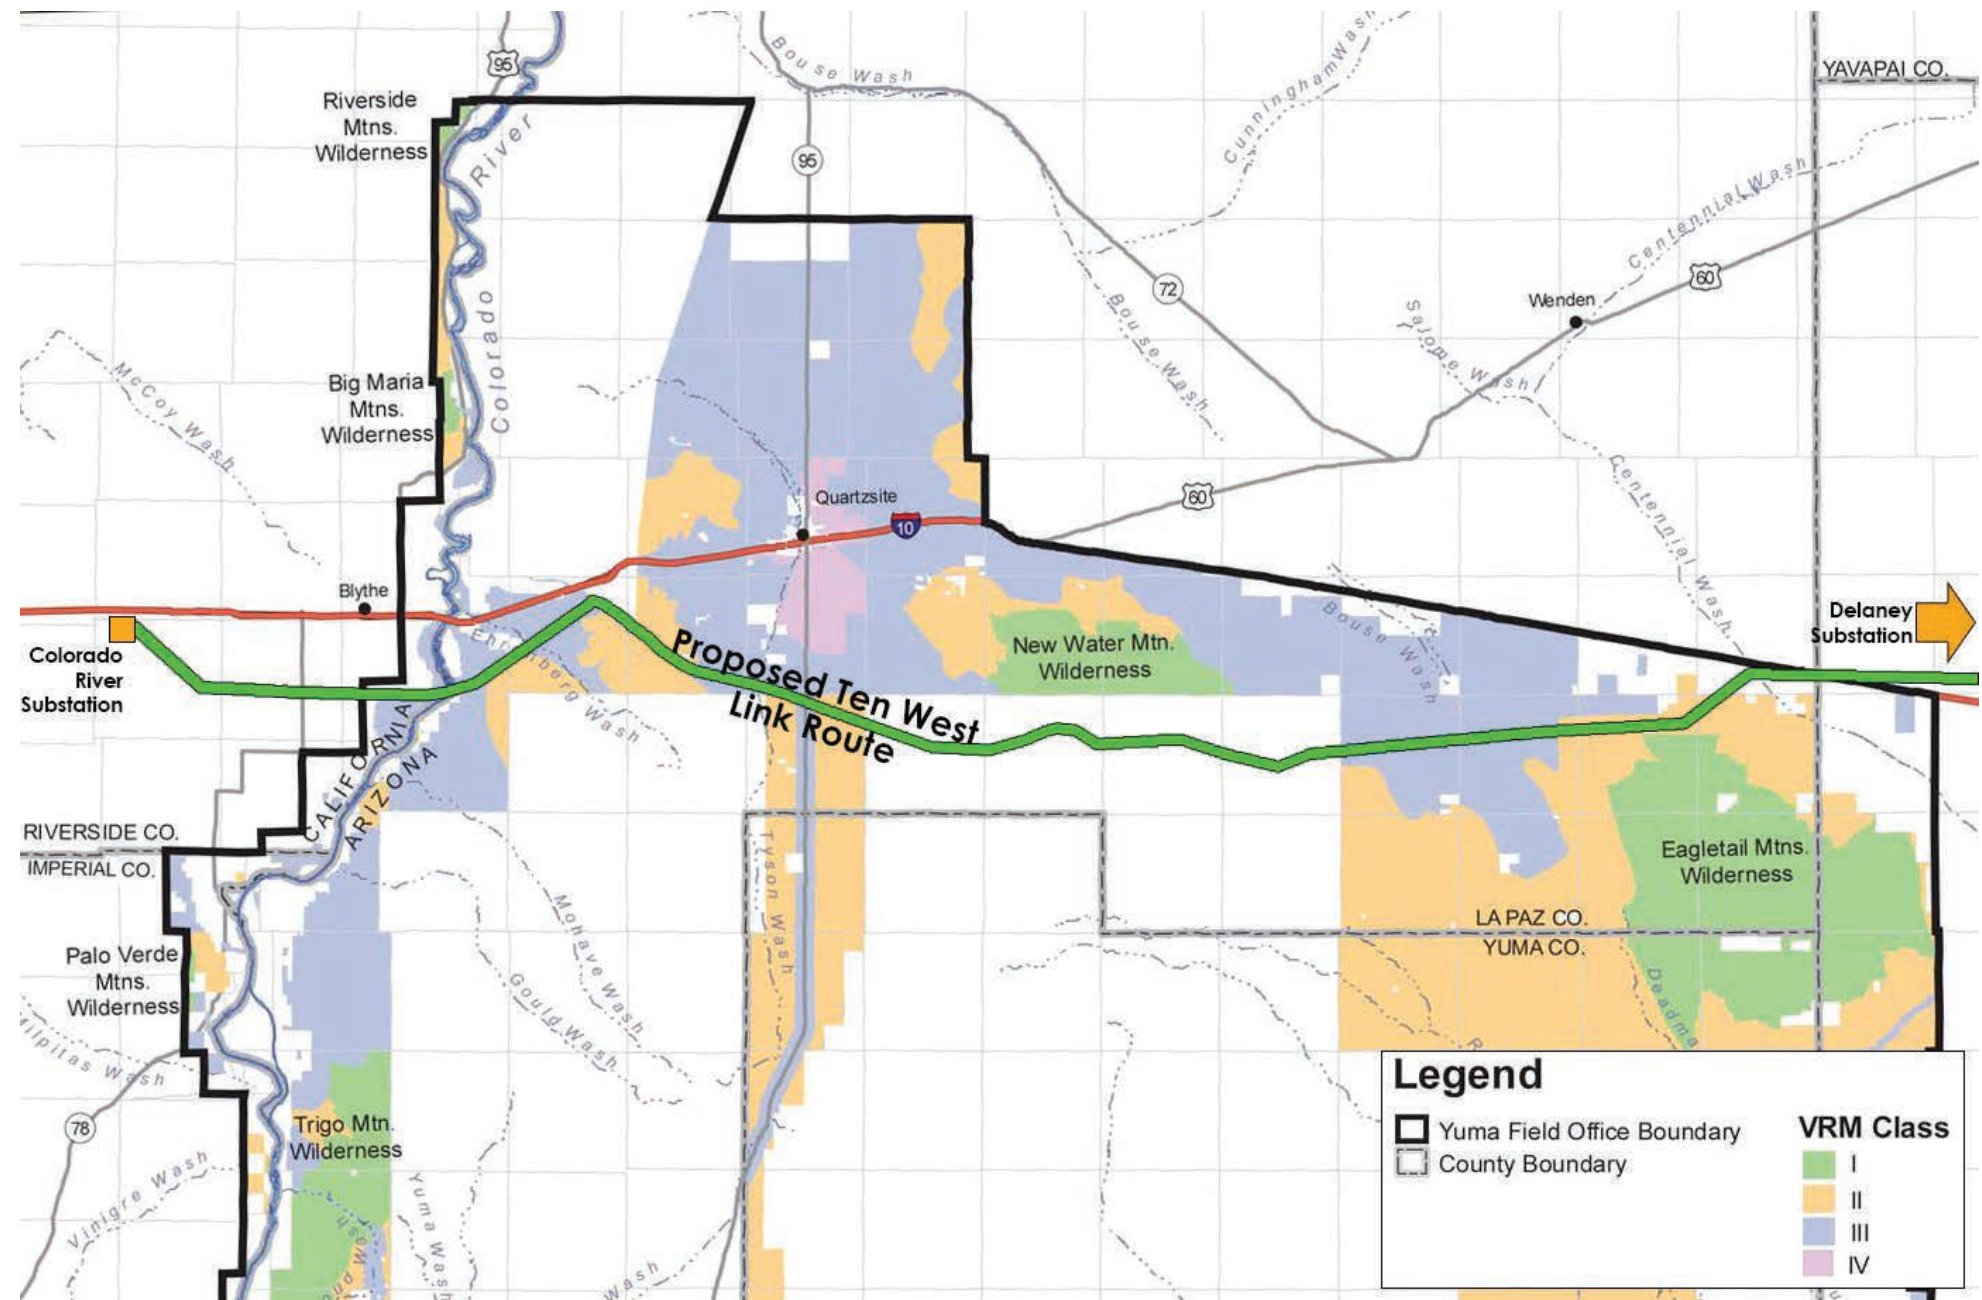 95
Bouse Wash
Cunningham Wash
YAVAPAI CO.
Riverside
Mtns.
Wilderness
River
95
Centennial Wash
72
60
Wenden
Colorado
Bouse Wash
Salome Wash
McCoy Wash
Big Maria
Mtns.
Wilderness
Centennial Wash
Quartzsite
60
10
Blythe
Delaney
Substation
Colorado
River
Substation
Ehrenberg Wash
Proposed Ten West
Link Route
New Water Mtn.
Wilderness
Bouse Wash
CALIFORNIA
ARIZONA
RIVERSIDE CO.
IMPERIAL CO.
Tyson Wash
Eagletail Mtns.
Wilderness
LA PAZ CO.
YUMA CO.
Mohave Wash
Gould Wash
Palo Verde
Mtns.
Wilderness
Milpitas Wash
Deadma
R
78
Trigo Mtn.
Wilderness
Vinigre Wash
Yuma Wash
Wash
Legend
Yuma Field Office Boundary
County Boundary
VRM Class
I
II
III
IV